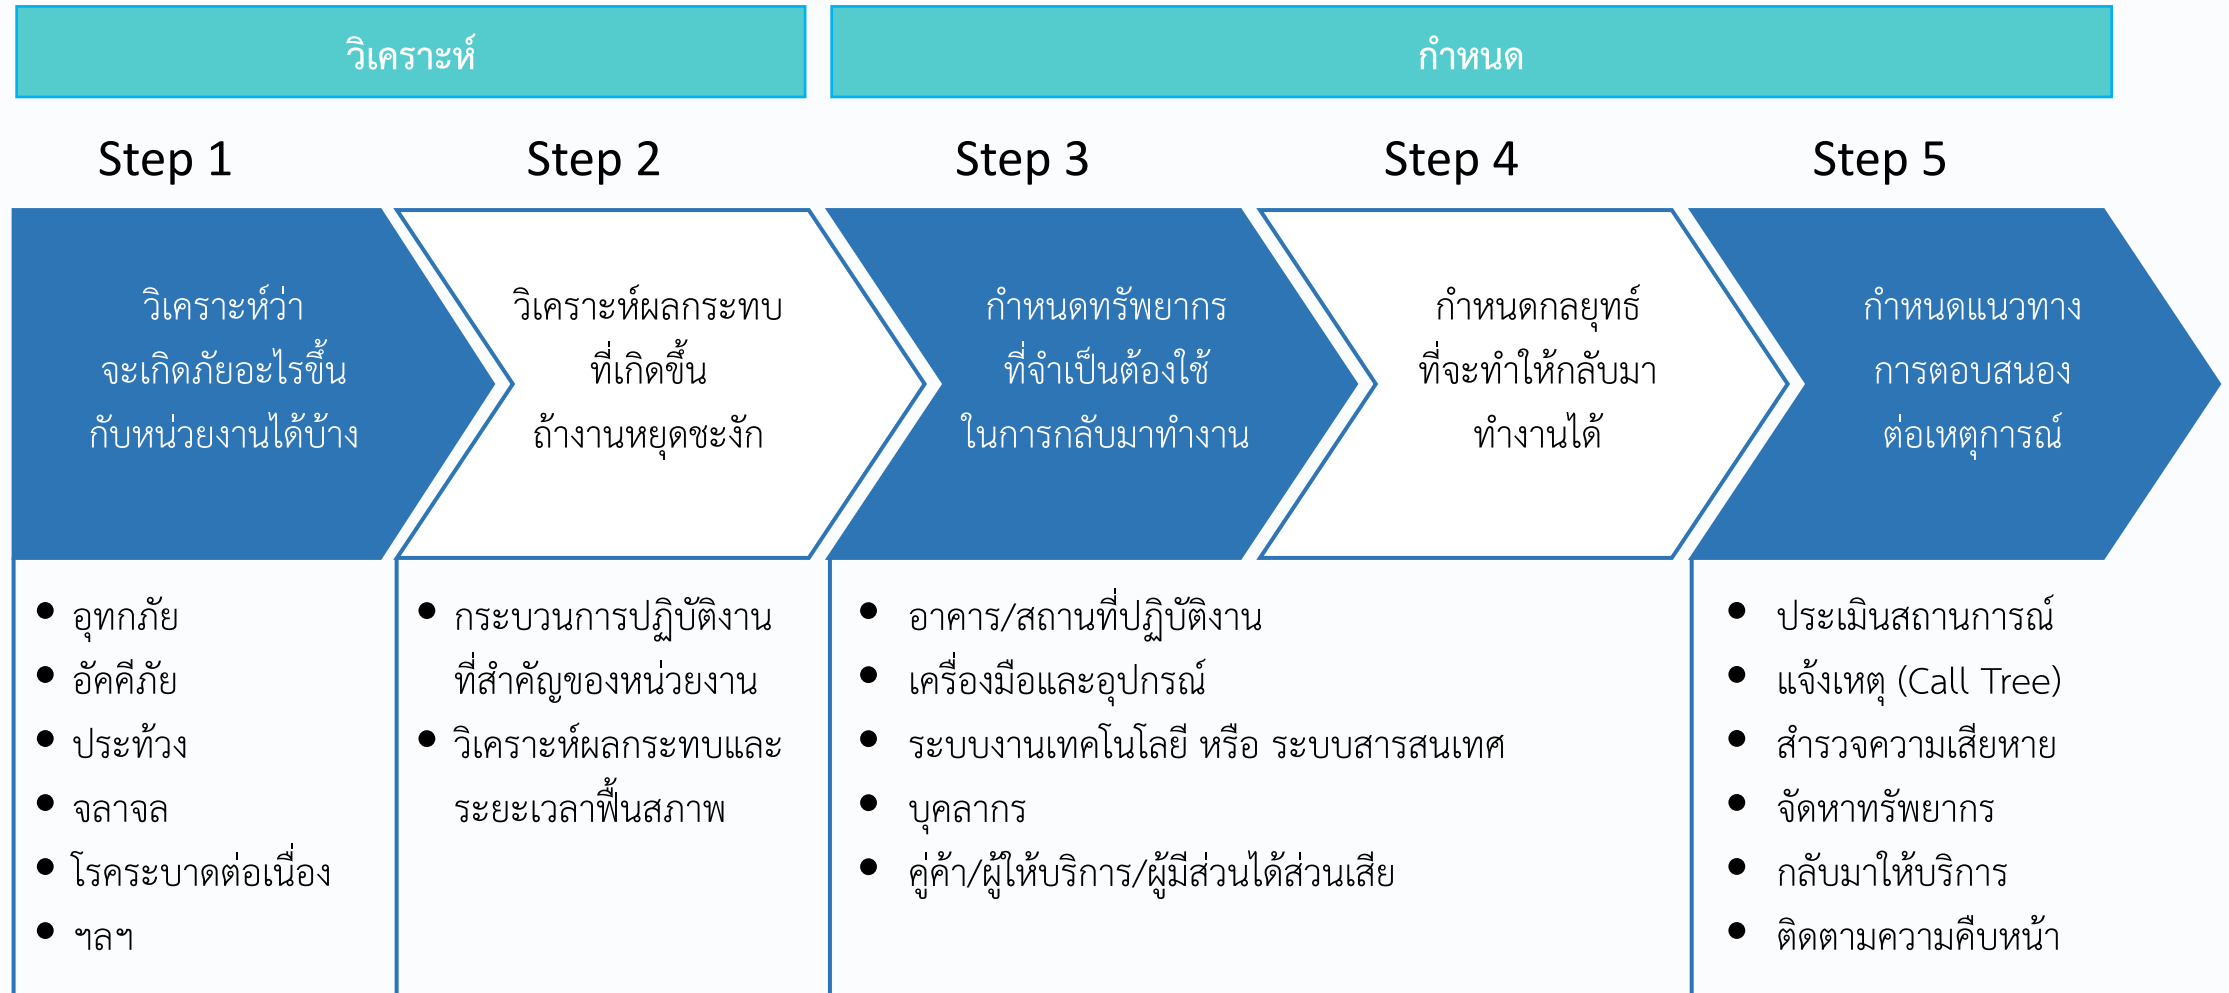 วิเคราะห์
กำหนด
Step 1
Step 2
Step 3
Step 4
Step 5
วิเคราะห์ว่า
จะเกิดภัยอะไรขึ้น
กับหน่วยงานได้บ้าง
วิเคราะห์ผลกระทบ
ที่เกิดขึ้น
ถ้างานหยุดชะงัก
กำหนดทรัพยากร
ที่จำเป็นต้องใช้
ในการกลับมาทำงาน
กำหนดกลยุทธ์
ที่จะทำให้กลับมา
ทำงานได้
กำหนดแนวทาง
การตอบสนอง
ต่อเหตุการณ์
• อุทกภัย
• อัคคีภัย
• ประท้วง
• จลาจล
• โรคระบาดต่อเนื่อง
• ฯลฯ
• กระบวนการปฏิบัติงาน
ที่สำคัญของหน่วยงาน
• วิเคราะห์ผลกระทบและ
ระยะเวลาฟื้นสภาพ
• อาคาร/สถานที่ปฏิบัติงาน
• เครื่องมือและอุปกรณ์
• ระบบงานเทคโนโลยี หรือ ระบบสารสนเทศ
• บุคลากร
• คู่ค้า/ผู้ให้บริการ/ผู้มีส่วนได้ส่วนเสีย
• ประเมินสถานการณ์
• แจ้งเหตุ (Call Tree)
• สำรวจความเสียหาย
• จัดหาทรัพยากร
• กลับมาให้บริการ
• ติดตามความคืบหน้า